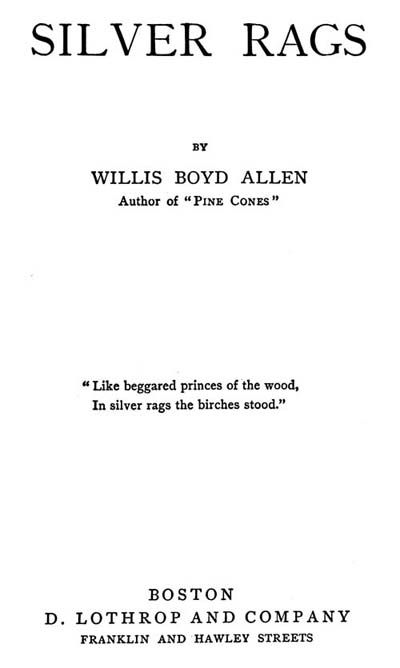 SILVER RAGS
BY
WILLIS BOYD ALLEN
Author of "PINE CONES"
"Like beggared princes of the wood,
In silver rags the birches stood."
BOSTON
D. LOTHROP AND COMPANY
FRANKLIN AND HAWLEY STREETS